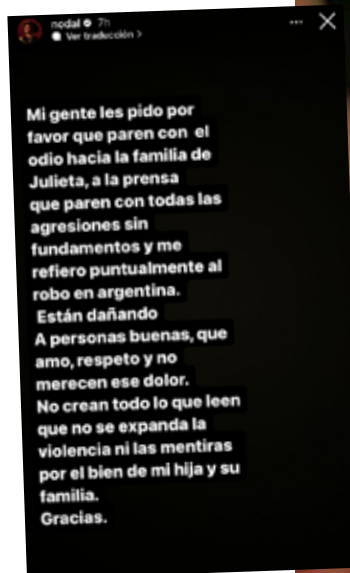 nodal 7h
Ver traducción >
Mi gente les pido por
favor que paren con el
odio hacia la familia de
Julieta, a la prensa
que paren con todas las
agresiones sin
fundamentos y me
refiero puntualmente al
robo en argentina.
Están dañando
A personas buenas, que
amo, respeto y no
merecen ese dolor.
No crean todo lo que leen
que no se expanda la
violencia ni las mentiras
por el bien de mi hija y su
familia.
Gracias.